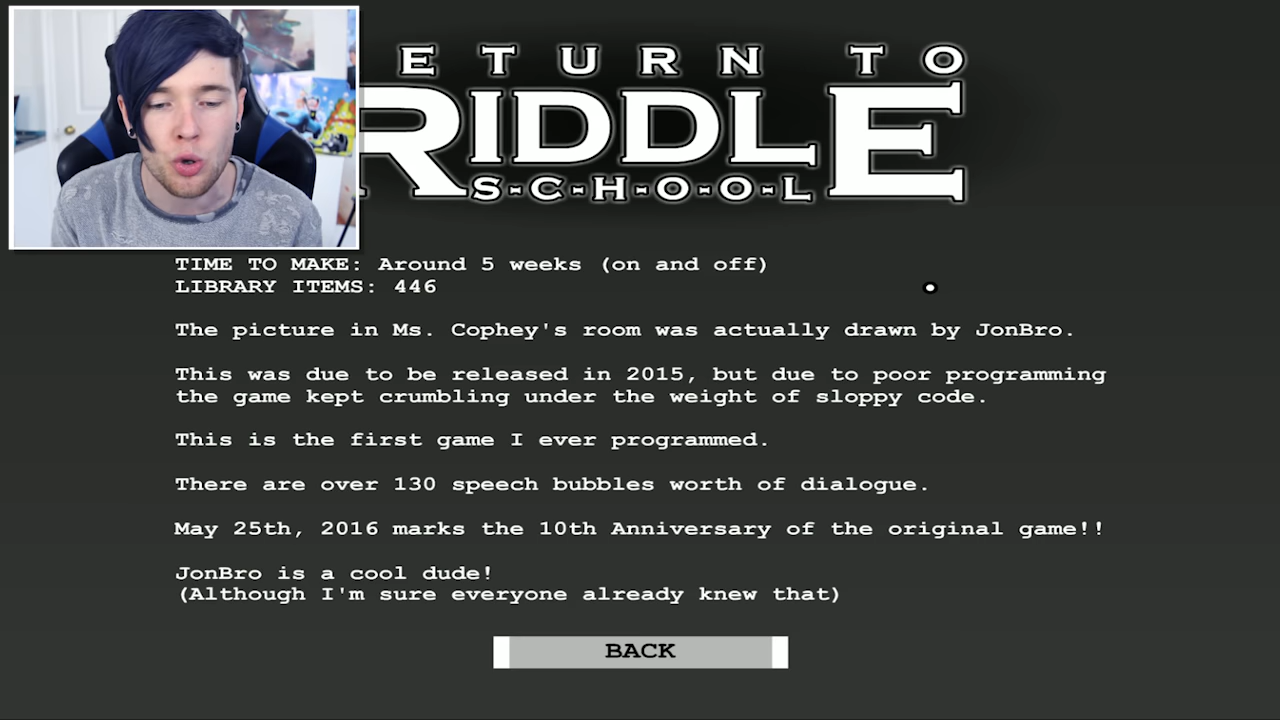 ETURN TO
RIDDLE
S-C-H-O-O-L
TIME TO MAKE: Around 5 weeks (on and off)
LIBRARY ITEMS: 446
The picture in Ms. Cophey's room was actually drawn by JonBro.
This was due to be released in 2015, but due to poor programming
the game kept crumbling under the weight of sloppy code.
This is the first game I ever programmed.
There are over 130 speech bubbles worth of dialogue.
May 25th, 2016 marks the 10th Anniversary of the original game!!
JonBro is a cool dude!
(Although I'm sure everyone already knew that)
BACK